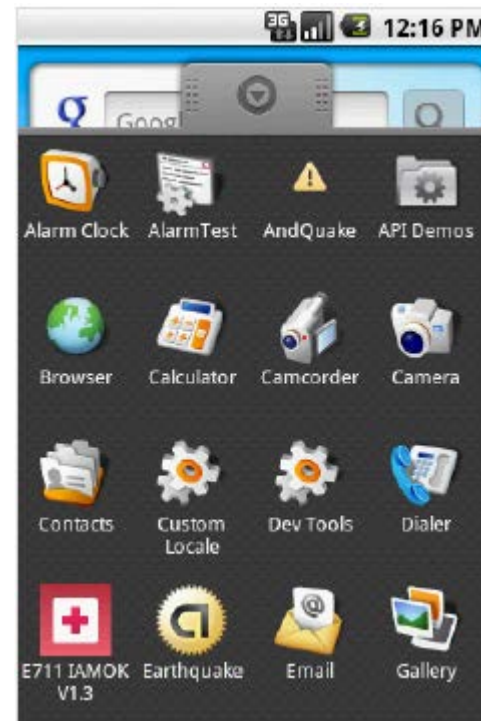 3G 12:16 PM
g Goog
Alarm Clock AlarmTest AndQuake API Demos
Browser Calculator Camcorder Camera
Contacts Custom Locale Dev Tools Dialer
E711 IAMOK V1.3 Earthquake Email Gallery